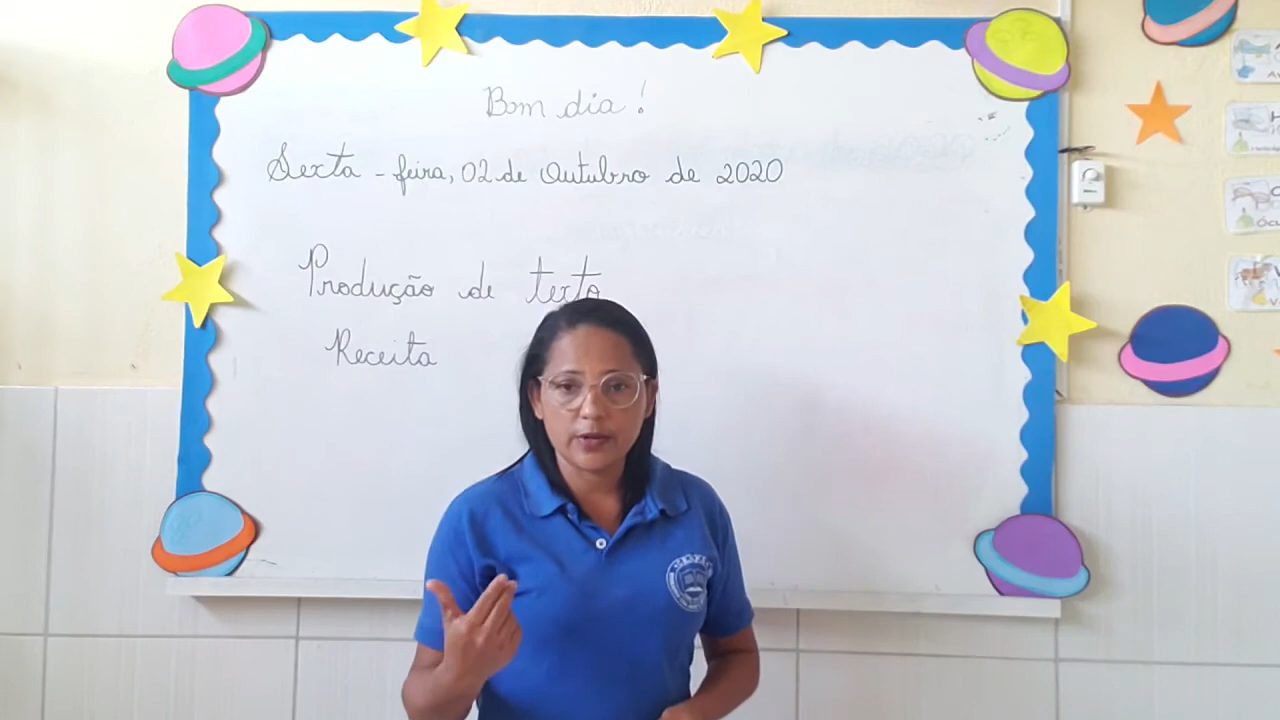 Bom dia!
Sexta-feira, 02 de Outubro de 2020
Produção de texto
Receita